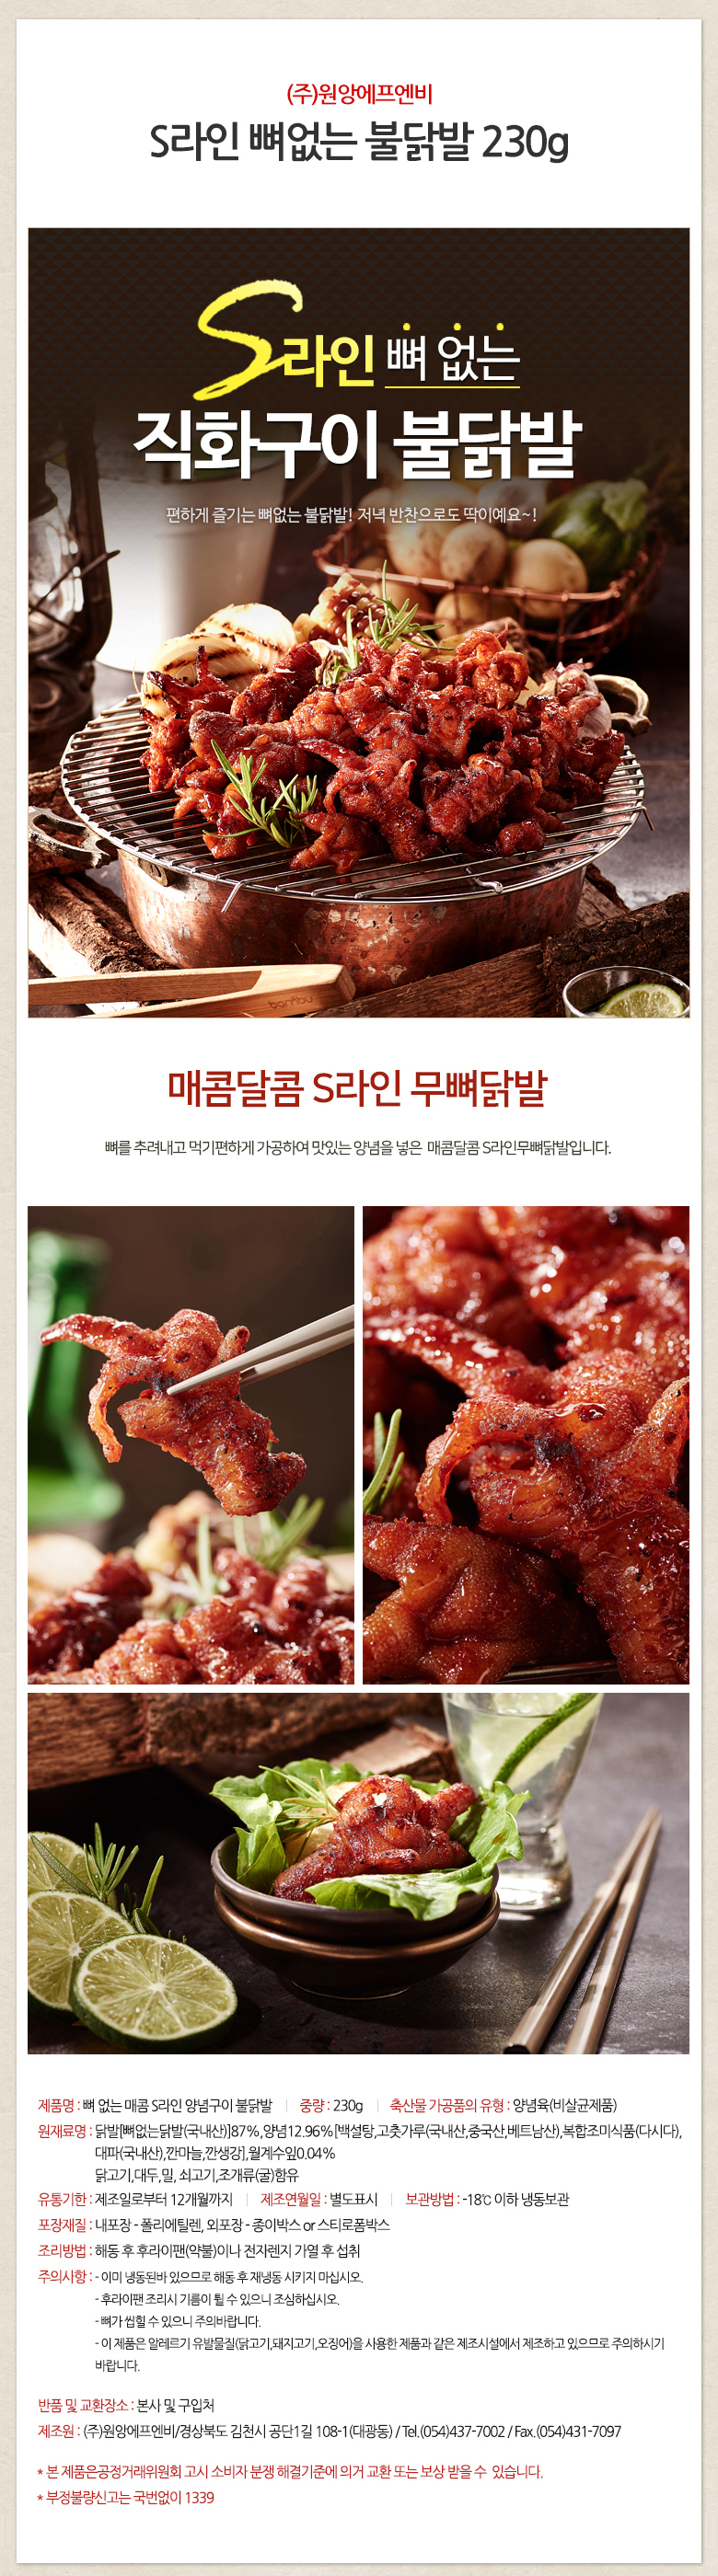 (주)원앙에프엔비
S라인 뼈없는 불닭발 230g
S라인 뼈 없는
직화구이 불닭발
편하게 즐기는 뼈없는 불닭발! 저녁 반찬으로도 딱이예요~!
매콤달콤 S라인 무뼈닭발
뼈를 추려내고 먹기편하게 가공하여 맛있는 양념을 넣은 매콤달콤 S라인무뼈닭발입니다.
제품명 : 뼈 없는 매콤 S라인 양념구이 불닭발 | 중량 : 230g | 축산물 가공품의 유형 : 양념육(비살균제품)
원재료명 : 닭발[뼈없는닭발(국내산)]87%,양념12.96%[백설탕,고춧가루(국내산,중국산,베트남산),복합조미식품(다시다),
대파(국내산),깐마늘,깐생강],월계수잎0.04%
닭고기,대두,밀, 쇠고기,조개류(굴)함유
유통기한 : 제조일로부터 12개월까지 | 제조연월일 : 별도표시 | 보관방법 : -18℃ 이하 냉동보관
포장재질 : 내포장 - 폴리에틸렌, 외포장 - 종이박스 or 스티로폼박스
조리방법 : 해동 후 후라이팬(약불)이나 전자렌지 가열 후 섭취
주의사항 : - 이미 냉동된바 있으므로 해동 후 재냉동 시키지 마십시오.
- 후라이팬 조리시 기름이 튈 수 있으니 조심하십시오.
- 뼈가 씹힐 수 있으니 주의바랍니다.
- 이 제품은 알레르기 유발물질(닭고기,돼지고기,오징어)을 사용한 제품과 같은 제조시설에서 제조하고 있으므로 주의하시기
바랍니다.
반품 및 교환장소 : 본사 및 구입처
제조원 : (주)원앙에프엔비/경상북도 김천시 공단1길 108-1(대광동) / Tel.(054)437-7002 / Fax.(054)431-7097
* 본 제품은공정거래위원회 고시 소비자 분쟁 해결기준에 의거 교환 또는 보상 받을 수 있습니다.
* 부정불량신고는 국번없이 1339